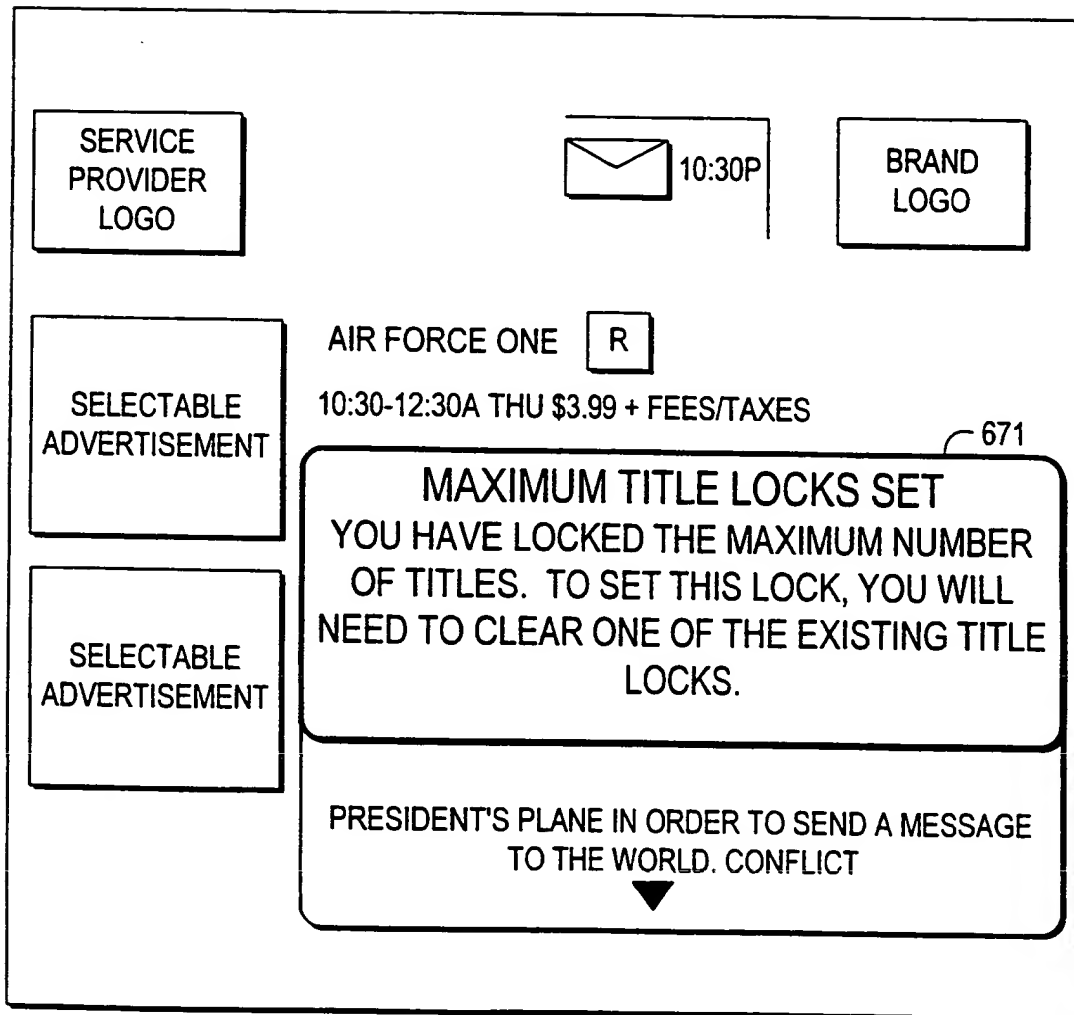 SERVICE
PROVIDER
LOGO
10:30P
BRAND
LOGO
SELECTABLE
ADVERTISEMENT
AIR FORCE ONE R
10:30-12:30A THU $3.99 + FEES/TAXES
671
MAXIMUM TITLE LOCKS SET
YOU HAVE LOCKED THE MAXIMUM NUMBER
OF TITLES. TO SET THIS LOCK, YOU WILL
NEED TO CLEAR ONE OF THE EXISTING TITLE
LOCKS.
SELECTABLE
ADVERTISEMENT
PRESIDENT'S PLANE IN ORDER TO SEND A MESSAGE
TO THE WORLD. CONFLICT